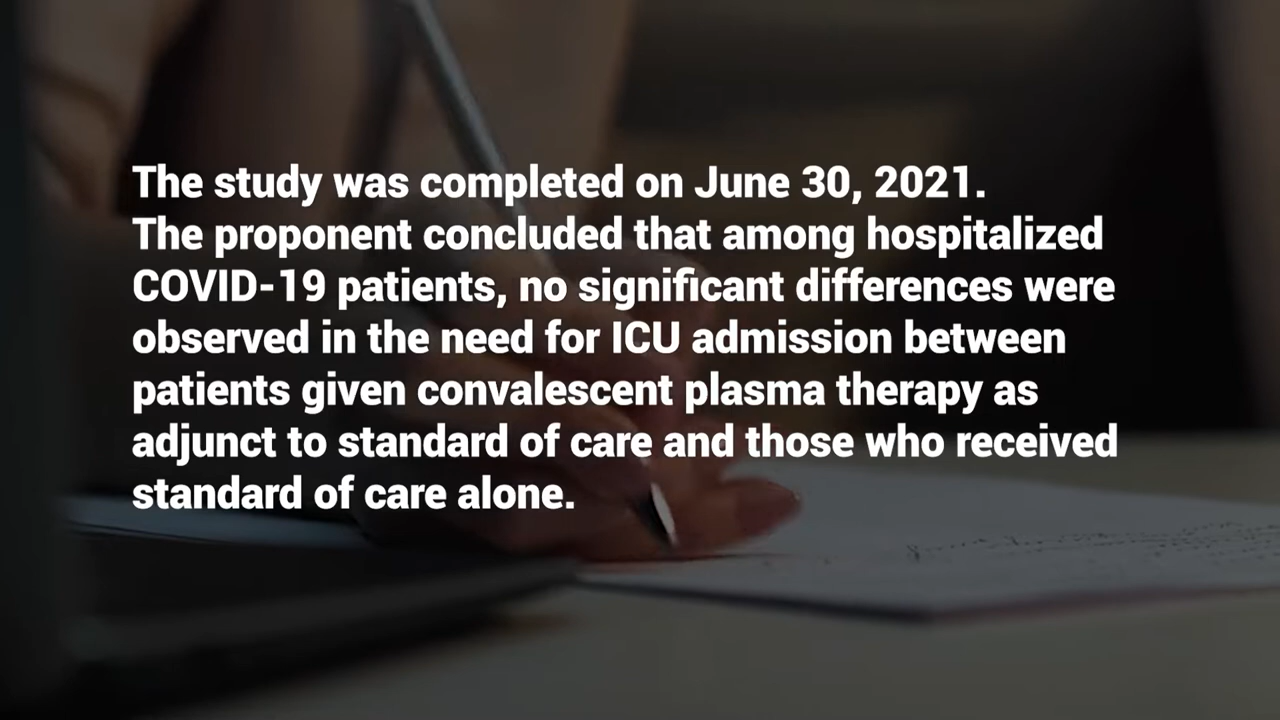 The study was completed on June 30, 2021.
The proponent concluded that among hospitalized
COVID-19 patients, no significant differences were
observed in the need for ICU admission between
patients given convalescent plasma therapy as
adjunct to standard of care and those who received
standard of care alone.